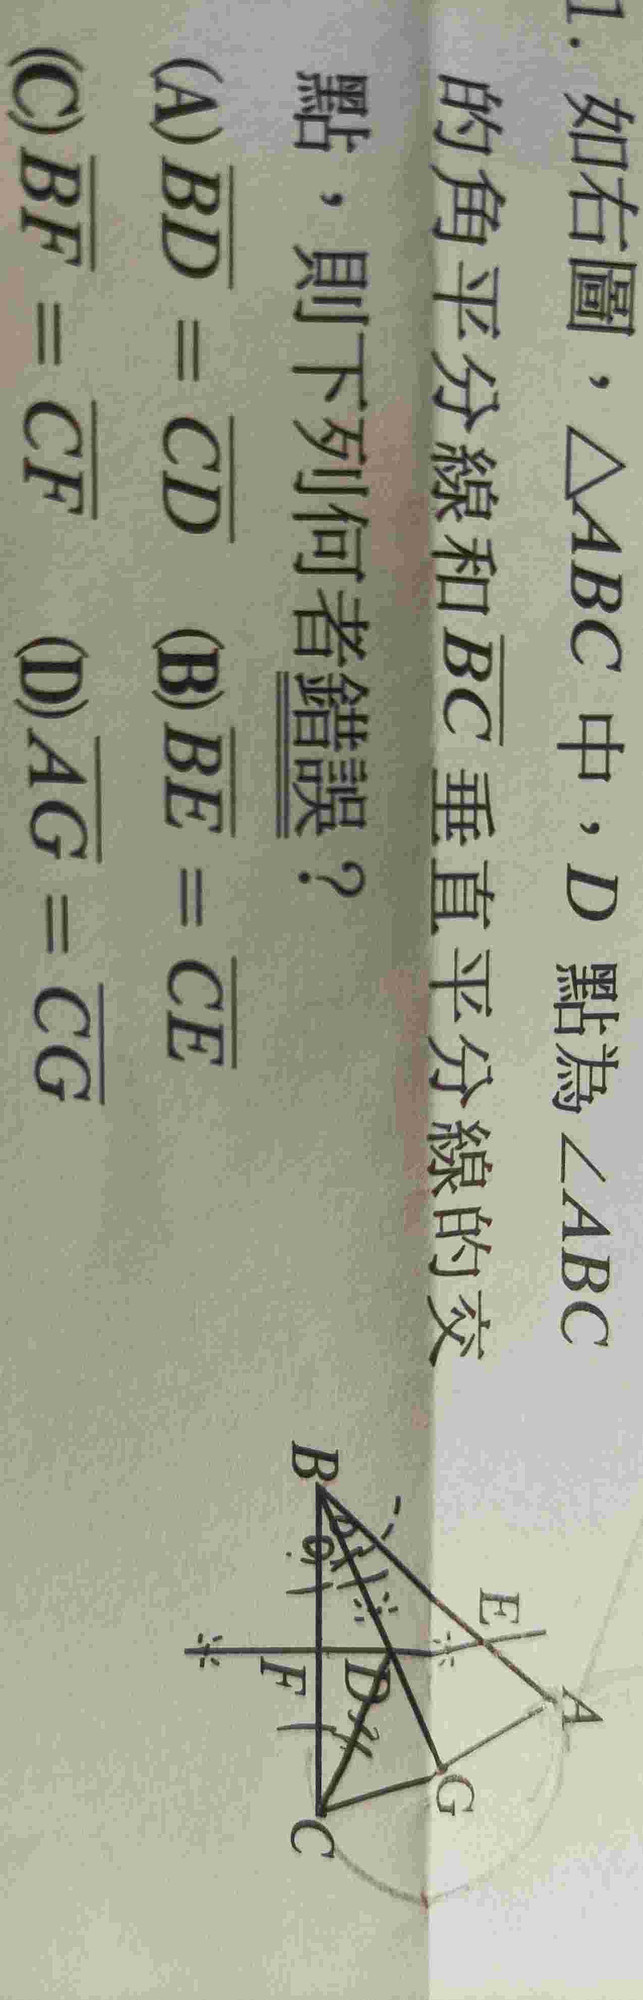 1. 如右圖，△ABC 中，D 點為∠ABC
的角平分線和BC垂直平分線的交
點，則下列何者錯誤？
(A) BD = CD (B) BE = CE
(C) BF = CF (D) AG = CG
A
E
G
D
B
F
C